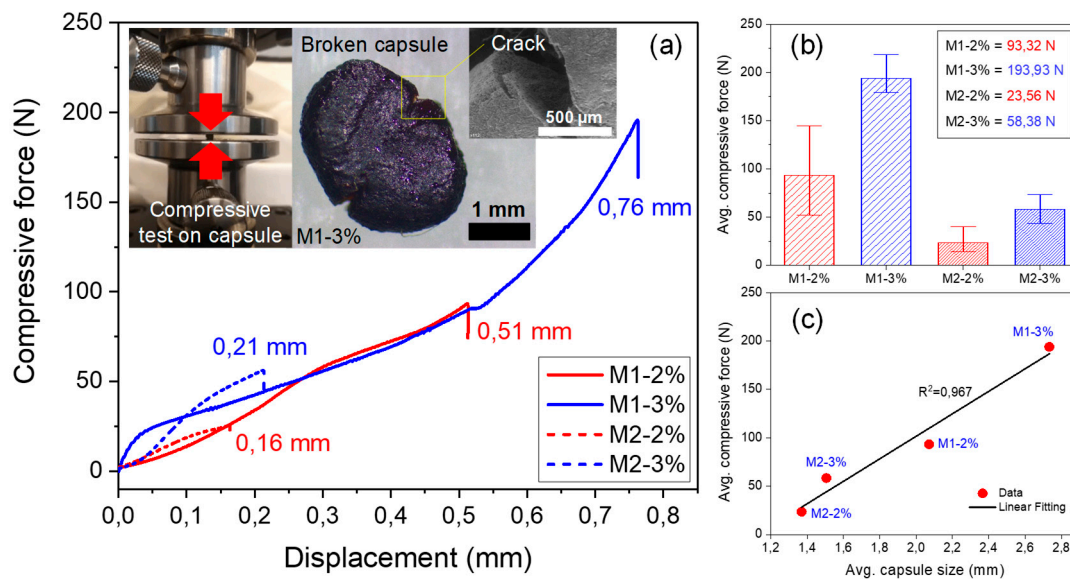 (a)
Broken capsule
Crack
500 µm
1 mm
M1-3%
Compressive
test on capsule
0,76 mm
0,51 mm
0,21 mm
0,16 mm
M1-2%
M1-3%
M2-2%
M2-3%
Compressive force (N)
250
200
150
100
50
0
0,0 0,1 0,2 0,3 0,4 0,5 0,6 0,7 0,8
Displacement (mm)
(b)
M1-2% = 93,32 N
M1-3% = 193,93 N
M2-2% = 23,56 N
M2-3% = 58,38 N
Avg. compressive force (N)
250
200
150
100
50
0
M1-2% M1-3% M2-2% M2-3%
(c)
M1-3%
R²=0,967
M1-2%
M2-3%
M2-2%
Data
Linear Fitting
Avg. compressive force (N)
250
200
150
100
50
0
1,2 1,4 1,6 1,8 2,0 2,2 2,4 2,6 2,8
Avg. capsule size (mm)